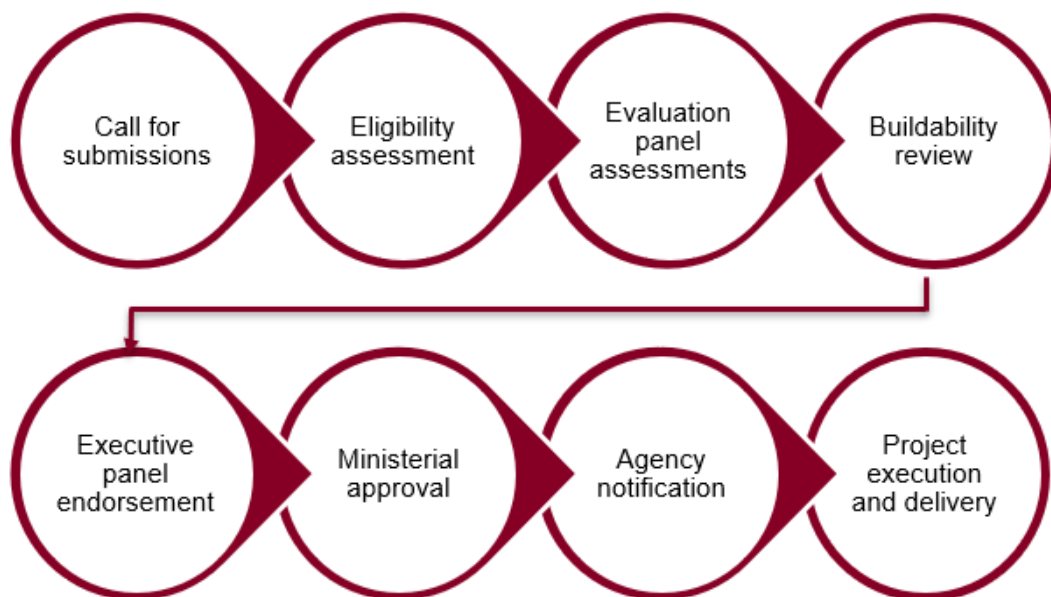 Call for
submissions
Eligibility
assessment
Evaluation
panel
assessments
Buildability
review
Executive
panel
endorsement
Ministerial
approval
Agency
notification
Project
execution
and delivery